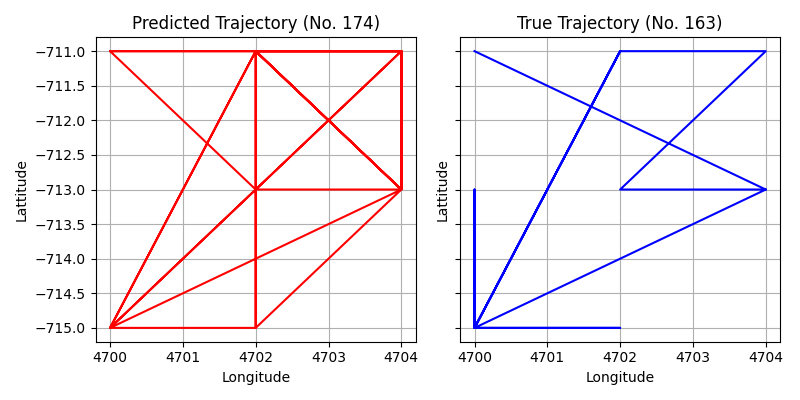 Predicted Trajectory (No. 174)
True Trajectory (No. 163)
Lattitude
−711.0
−711.5
−712.0
−712.5
−713.0
−713.5
−714.0
−714.5
−715.0
4700 4701 4702 4703 4704
Longitude
Lattitude
4700 4701 4702 4703 4704
Longitude